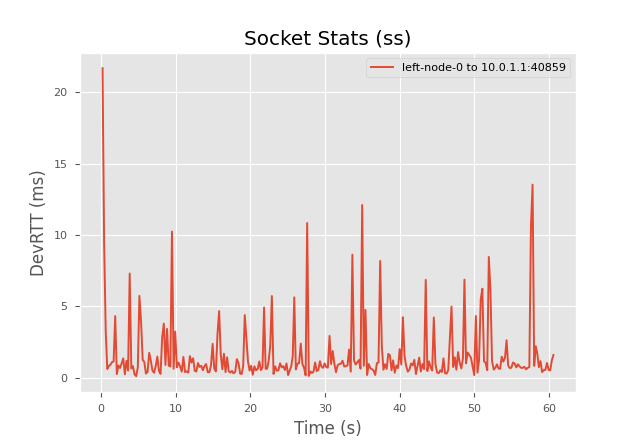 Socket Stats (ss)
left-node-0 to 10.0.1.1:40859
DevRTT (ms)
20
15
10
5
0
0 10 20 30 40 50 60
Time (s)